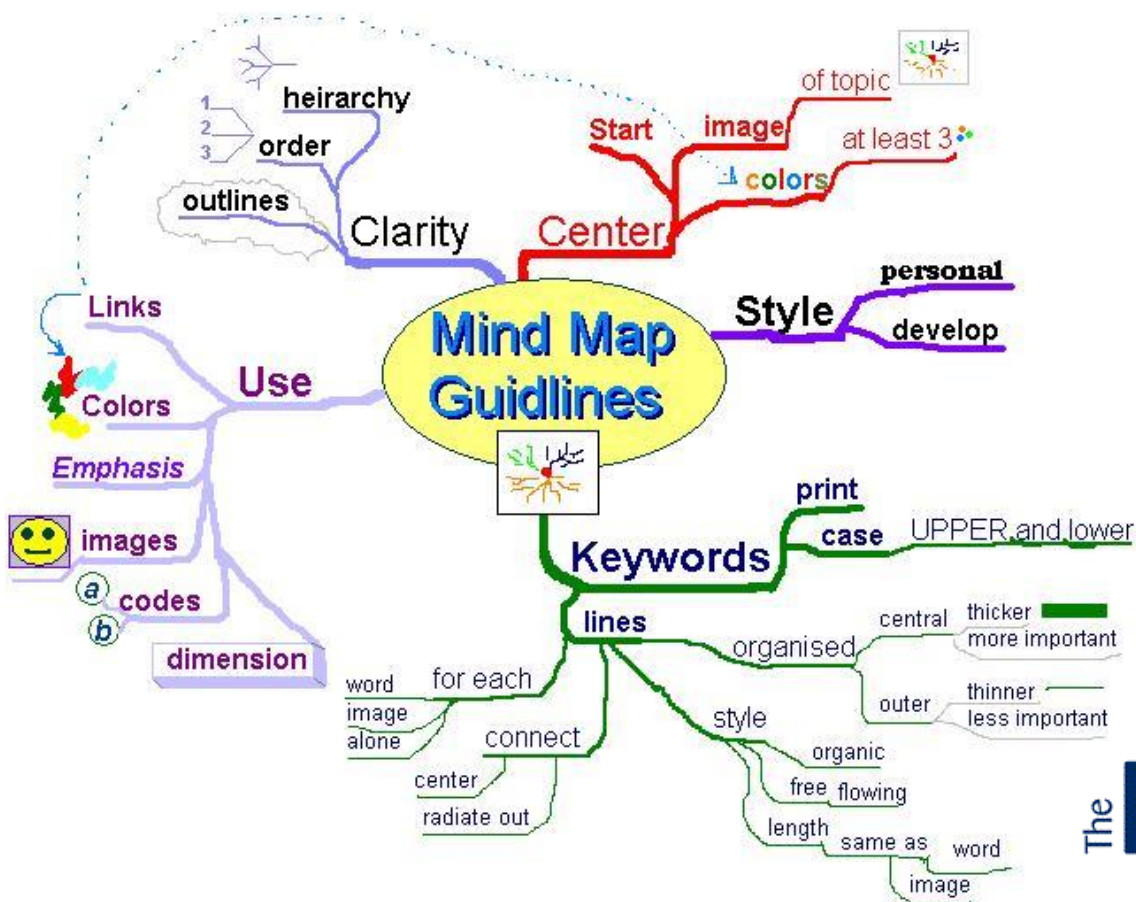 Mind Map
Guidlines
Center
Start
image
of topic
colors
at least 3
Style
personal
develop
Keywords
print
case
UPPER and lower
lines
organised
central
thicker
more important
outer
thinner
less important
style
organic
free flowing
length
same as
word
image
connect
center
radiate out
for each
word
image
alone
Use
Links
Colors
Emphasis
images
codes
a
b
dimension
Clarity
heirarchy
order
1
2
3
outlines
The